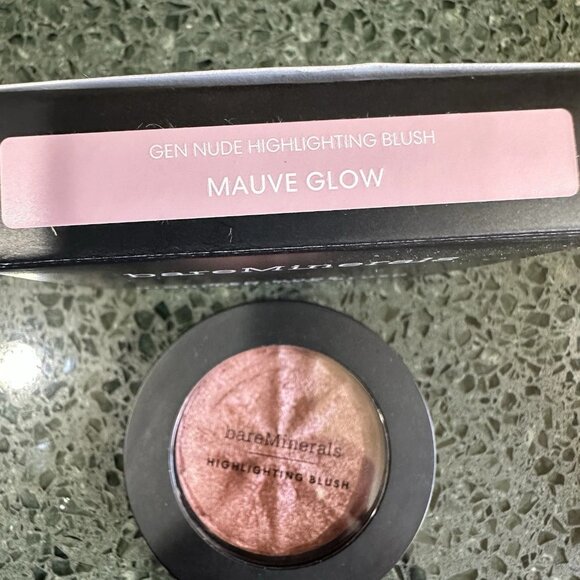 GEN NUDE HIGHLIGHTING BLUSH
MAUVE GLOW
bareMinerals
bareMinerals
HIGHLIGHTING BLUSH